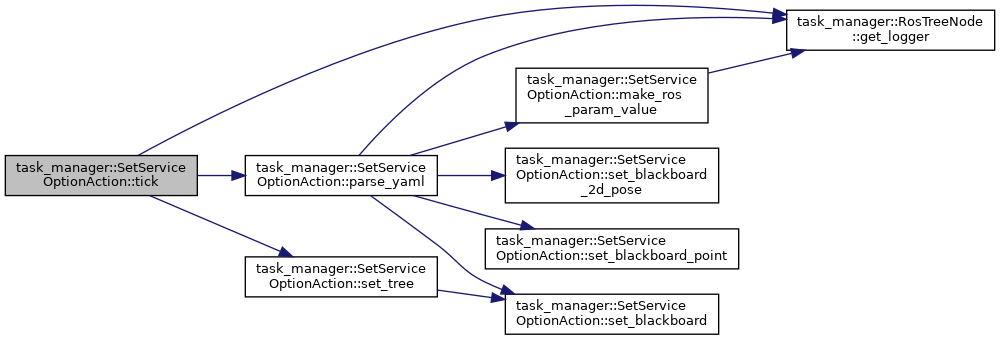 task_manager::RosTreeNode
::get_logger
task_manager::SetService
OptionAction::make_ros
_param_value
task_manager::SetService
OptionAction::tick
task_manager::SetService
OptionAction::parse_yaml
task_manager::SetService
OptionAction::set_blackboard
_2d_pose
task_manager::SetService
OptionAction::set_blackboard_point
task_manager::SetService
OptionAction::set_tree
task_manager::SetService
OptionAction::set_blackboard